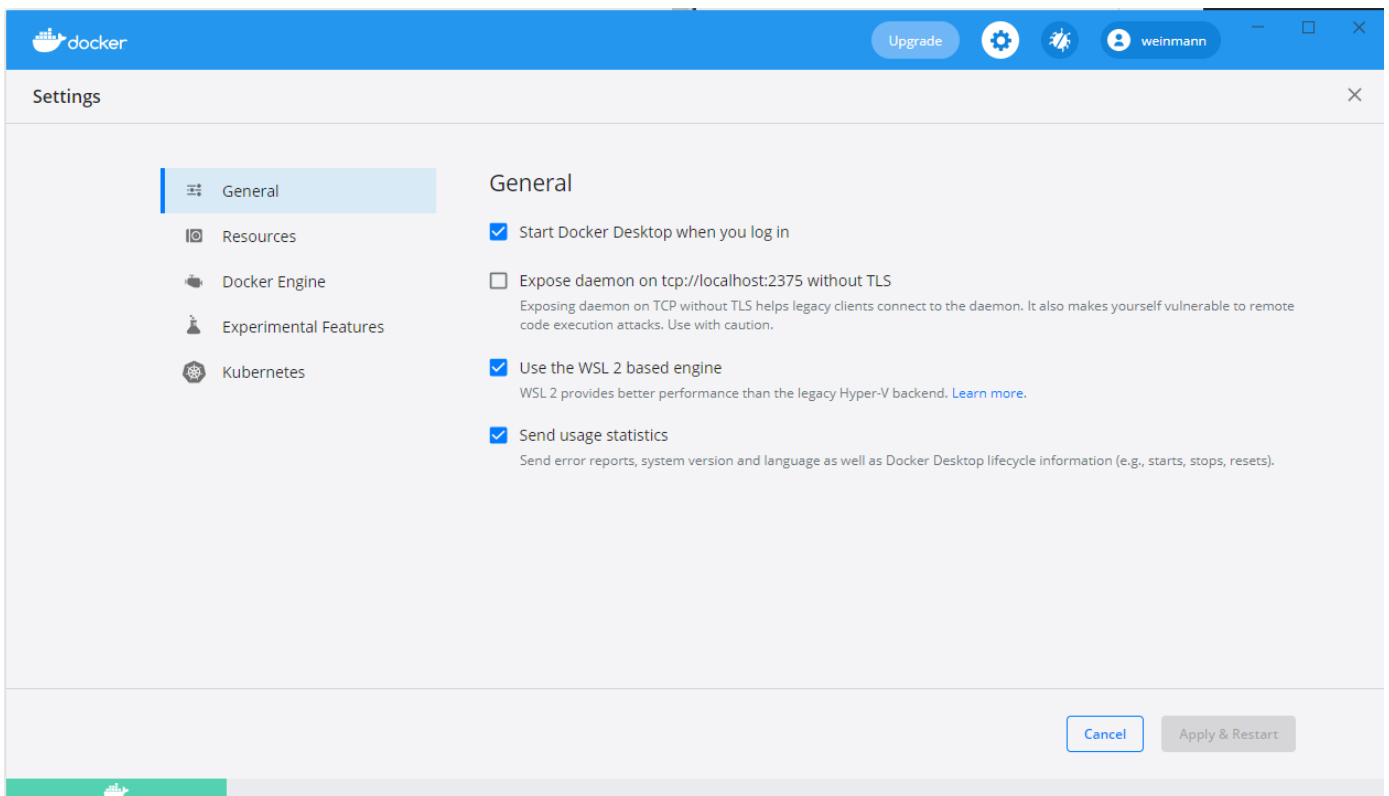 docker
Upgrade
weinmann
Settings
General
Resources
Docker Engine
Experimental Features
Kubernetes
General
Start Docker Desktop when you log in
Expose daemon on tcp://localhost:2375 without TLS
Exposing daemon on TCP without TLS helps legacy clients connect to the daemon. It also makes yourself vulnerable to remote
code execution attacks. Use with caution.
Use the WSL 2 based engine
WSL 2 provides better performance than the legacy Hyper-V backend. Learn more.
Send usage statistics
Send error reports, system version and language as well as Docker Desktop lifecycle information (e.g., starts, stops, resets).
Cancel
Apply & Restart